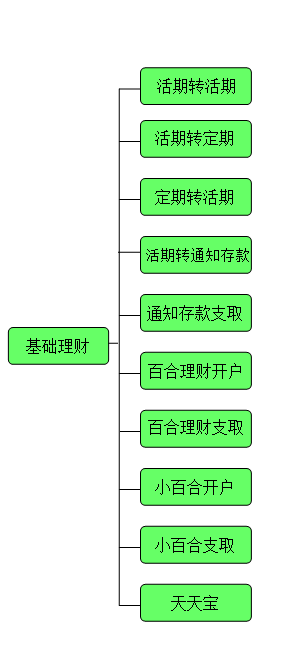 活期转活期
活期转定期
定期转活期
活期转通知存款
通知存款支取
基础理财
百合理财开户
百合理财支取
小百合开户
小百合支取
天天宝